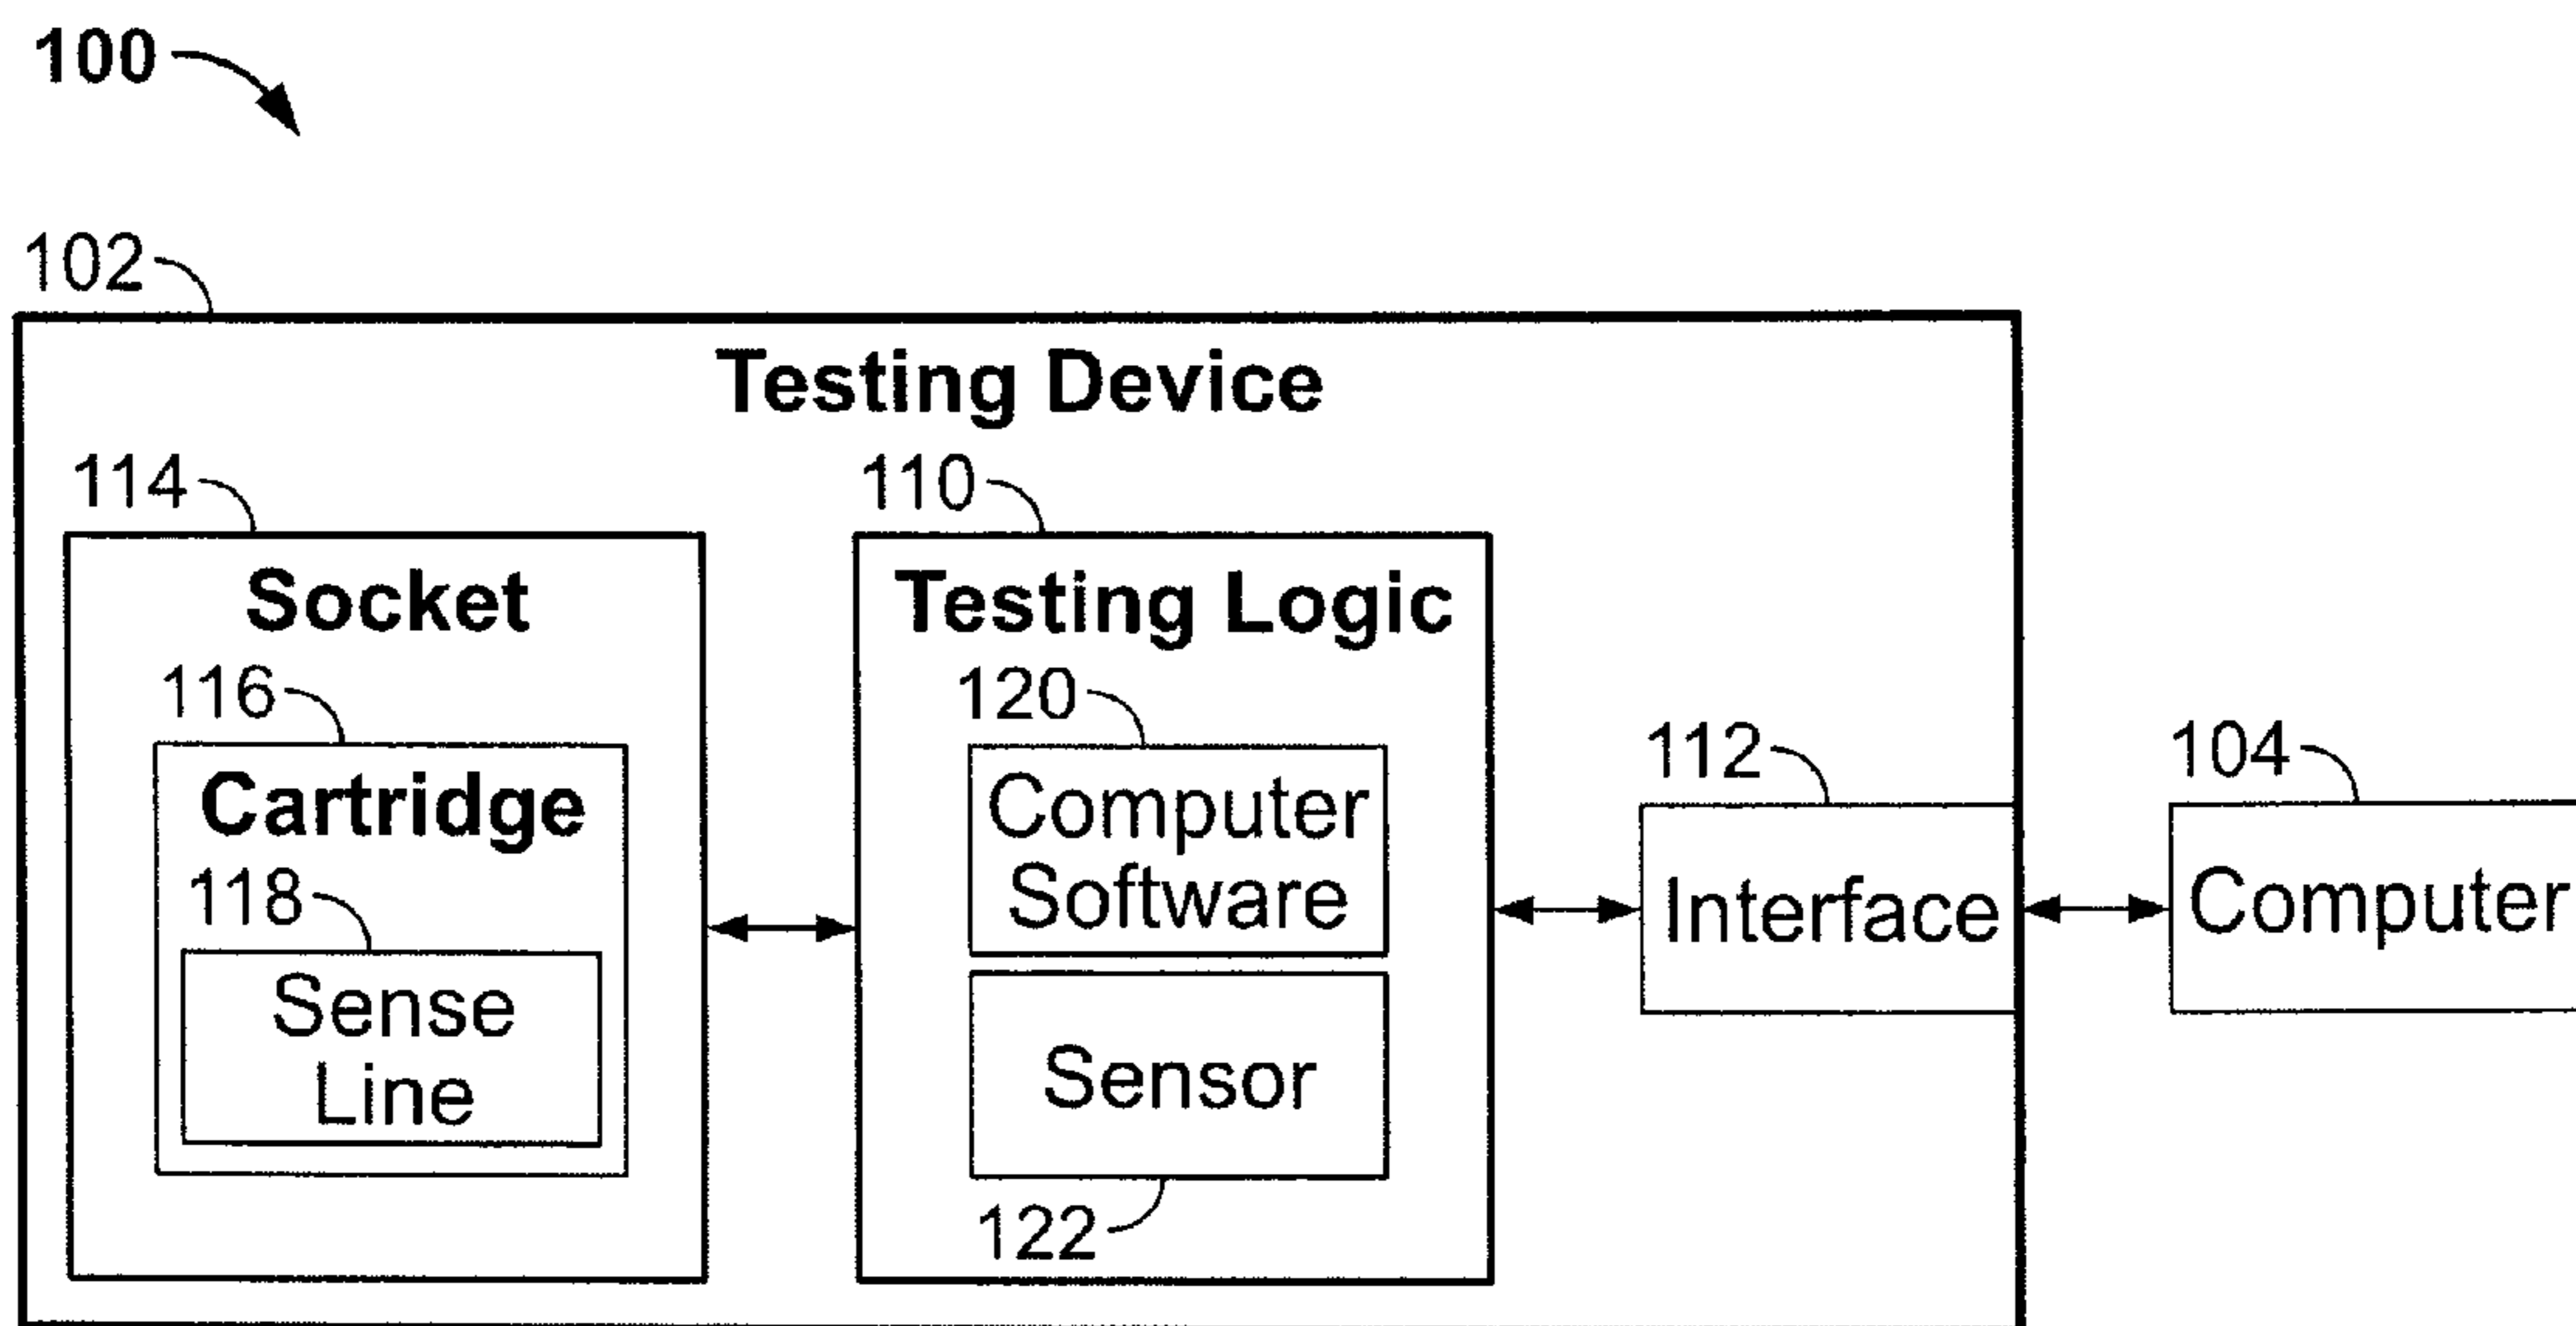 100
102
Testing Device
114
110
Socket
Testing Logic
116
120
Cartridge
Computer
Software
112
104
118
Interface
Computer
Sense
Line
Sensor
122